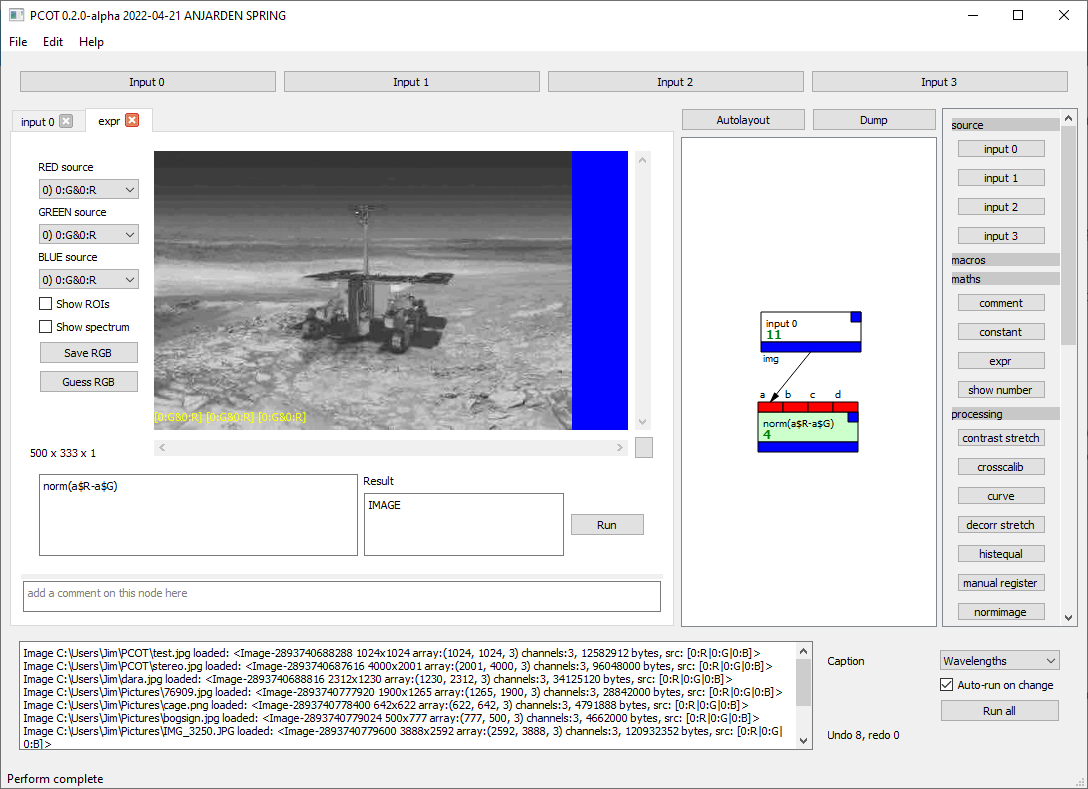 PCOT 0.2.0-alpha 2022-04-21 ANJARDEN SPRING
File Edit Help
Input 0 Input 1 Input 2 Input 3
input 0 expr
RED source
0) 0:G&0:R
GREEN source
0) 0:G&0:R
BLUE source
0) 0:G&0:R
Show ROIs
Show spectrum
Save RGB
Guess RGB
[0:G&0:R] [0:G&0:R] [0:G&0:R]
500 x 333 x 1
norm(a$R-a$G)
Result
IMAGE
Run
add a comment on this node here
Autolayout Dump
input 0
11
img
a b c d
norm(a$R-a$G)
4
source
input 0
input 1
input 2
input 3
macros
maths
comment
constant
expr
show number
processing
contrast stretch
crosscalib
curve
decorr stretch
histequal
manual register
normimage
Image C:\Users\Jim\PCOT\test.jpg loaded: <Image-2893740688288 1024x1024 array:(1024, 1024, 3) channels:3, 12582912 bytes, src: [0:R|0:G|0:B]>
Image C:\Users\Jim\PCOT\stereo.jpg loaded: <Image-2893740687616 4000x2001 array:(2001, 4000, 3) channels:3, 96048000 bytes, src: [0:R|0:G|0:B]>
Image C:\Users\Jim\dara.jpg loaded: <Image-2893740688816 2312x1230 array:(1230, 2312, 3) channels:3, 34125120 bytes, src: [0:R|0:G|0:B]>
Image C:\Users\Jim\Pictures\76909.jpg loaded: <Image-2893740777920 1900x1265 array:(1265, 1900, 3) channels:3, 28842000 bytes, src: [0:R|0:G|0:B]>
Image C:\Users\Jim\Pictures\cage.png loaded: <Image-2893740778400 642x622 array:(622, 642, 3) channels:3, 4791888 bytes, src: [0:R|0:G|0:B]>
Image C:\Users\Jim\Pictures\bogsign.jpg loaded: <Image-2893740779024 500x777 array:(777, 500, 3) channels:3, 4662000 bytes, src: [0:R|0:G|0:B]>
Image C:\Users\Jim\Pictures\IMG_3250.JPG loaded: <Image-2893740779600 3888x2592 array:(2592, 3888, 3) channels:3, 120932352 bytes, src: [0:R|0:G|
0:B]>
Caption
Wavelengths
Auto-run on change
Run all
Undo 8, redo 0
Perform complete